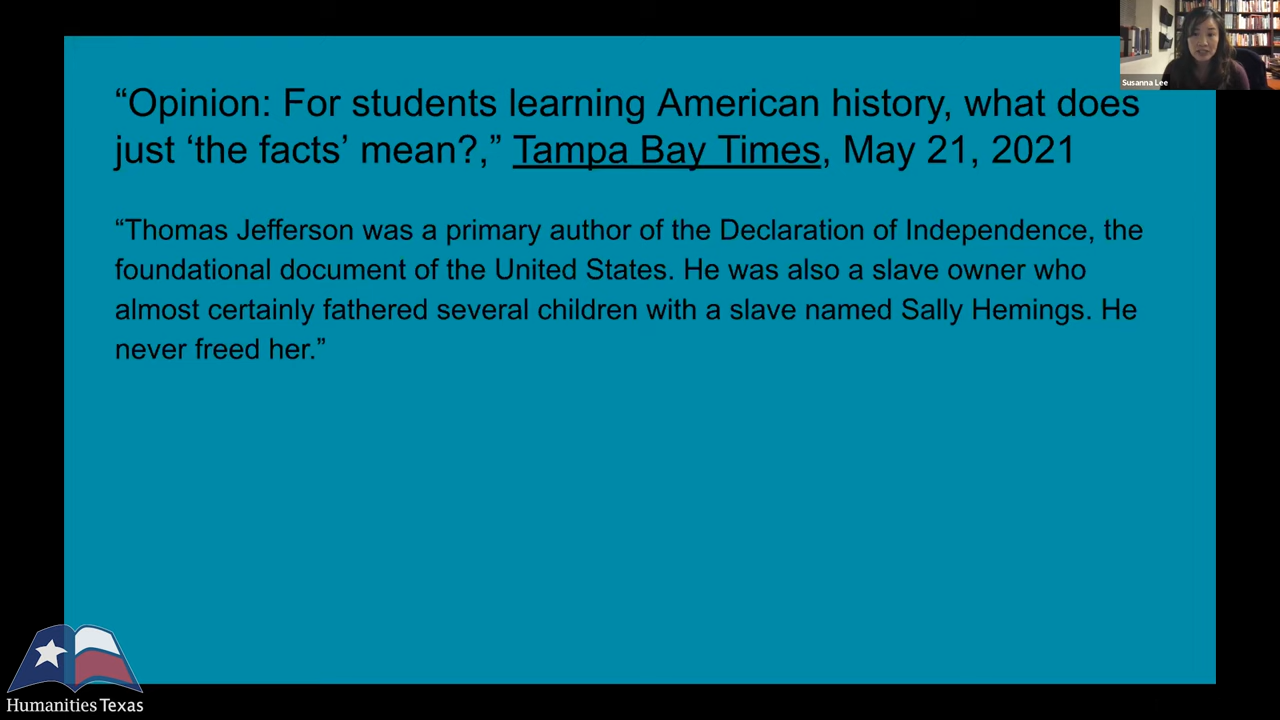 Susanna Lee
“Opinion: For students learning American history, what does
just ‘the facts’ mean?,” Tampa Bay Times, May 21, 2021
“Thomas Jefferson was a primary author of the Declaration of Independence, the
foundational document of the United States. He was also a slave owner who
almost certainly fathered several children with a slave named Sally Hemings. He
never freed her.”
Humanities Texas